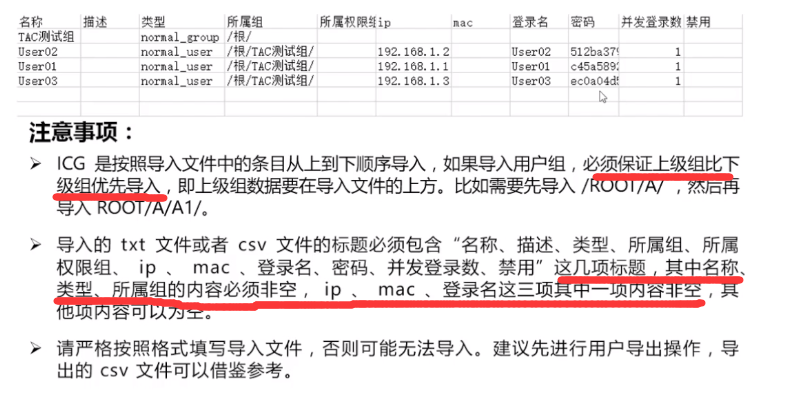 名称 描述 类型 所属组 所属权限组 ip mac 登录名 密码 并发登录数 禁用
TAC测试组 normal_group /根/
User02 normal_user /根/TAC测试组/ 192.168.1.2 User02 512ba379 1
User01 normal_user /根/TAC测试组/ 192.168.1.1 User01 c45a5892 1
User03 normal_user /根/TAC测试组/ 192.168.1.3 User03 ec0a04d5 1
注意事项：
➢ ICG 是按照导入文件中的条目从上到下顺序导入，如果导入用户组，必须保证上级组比下
级组优先导入，即上级组数据要在导入文件的上方。比如需要先导入 /ROOT/A/ ，然后再
导入 ROOT/A/A1/。
➢ 导入的 txt 文件或者 csv 文件的标题必须包含“名称、描述、类型、所属组、所属
权限组、 ip 、 mac 、登录名、密码、并发登录数、禁用”这几项标题，其中名称、
类型、所属组的内容必须非空， ip 、 mac 、登录名这三项其中一项内容非空，其
他项内容可以为空。
➢ 请严格按照格式填写导入文件，否则可能无法导入。建议先进行用户导出操作，导
出的 csv 文件可以借鉴参考。